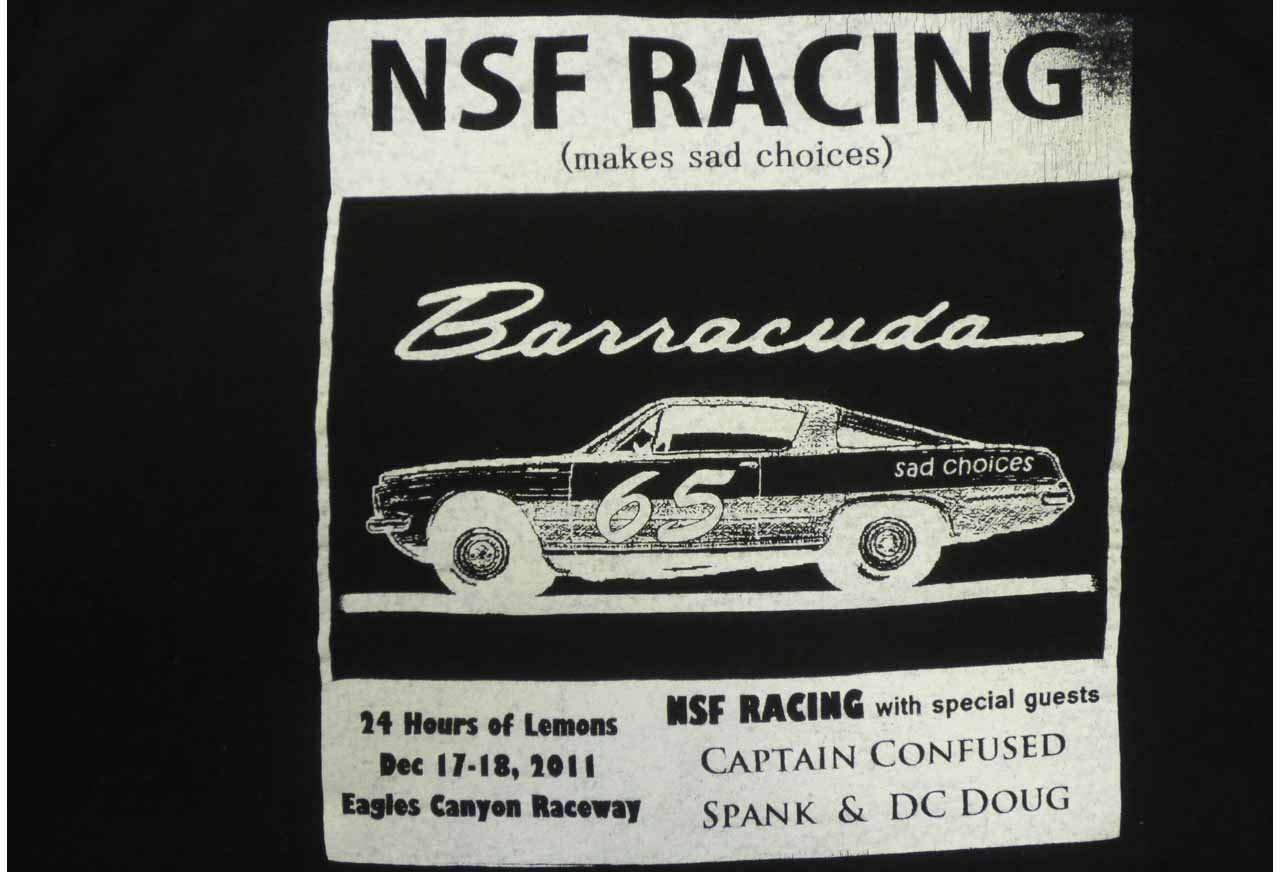 NSF RACING
(makes sad choices)
Barracuda
sad choices
65
24 Hours of Lemons
Dec 17-18, 2011
Eagles Canyon Raceway
NSF RACING with special guests
CAPTAIN CONFUSED
SPANK & DC DOUG